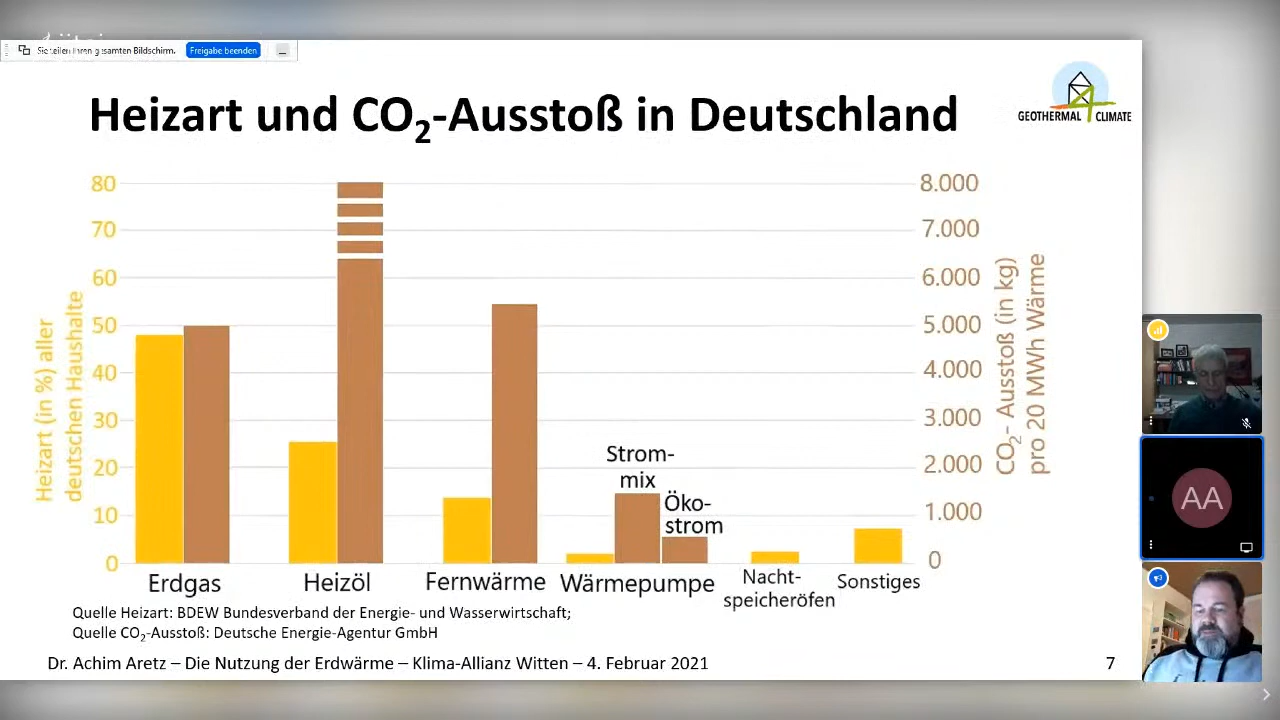 Sie teilen Ihren gesamten Bildschirm. Freigabe beenden
Heizart und CO₂-Ausstoß in Deutschland
GEOTHERMAL CLIMATE
80
70
60
50
40
30
20
10
0
Heizart (in %) aller
deutschen Haushalte
8.000
7.000
6.000
5.000
4.000
3.000
2.000
1.000
0
CO₂- Ausstoß (in kg)
pro 20 MWh Wärme
Strom-
mix
Öko-
strom
Erdgas
Heizöl
Fernwärme
Wärmepumpe
Nacht-
speicheröfen
Sonstiges
Quelle Heizart: BDEW Bundesverband der Energie- und Wasserwirtschaft;
Quelle CO₂-Ausstoß: Deutsche Energie-Agentur GmbH
Dr. Achim Aretz – Die Nutzung der Erdwärme – Klima-Allianz Witten – 4. Februar 2021
7
AA